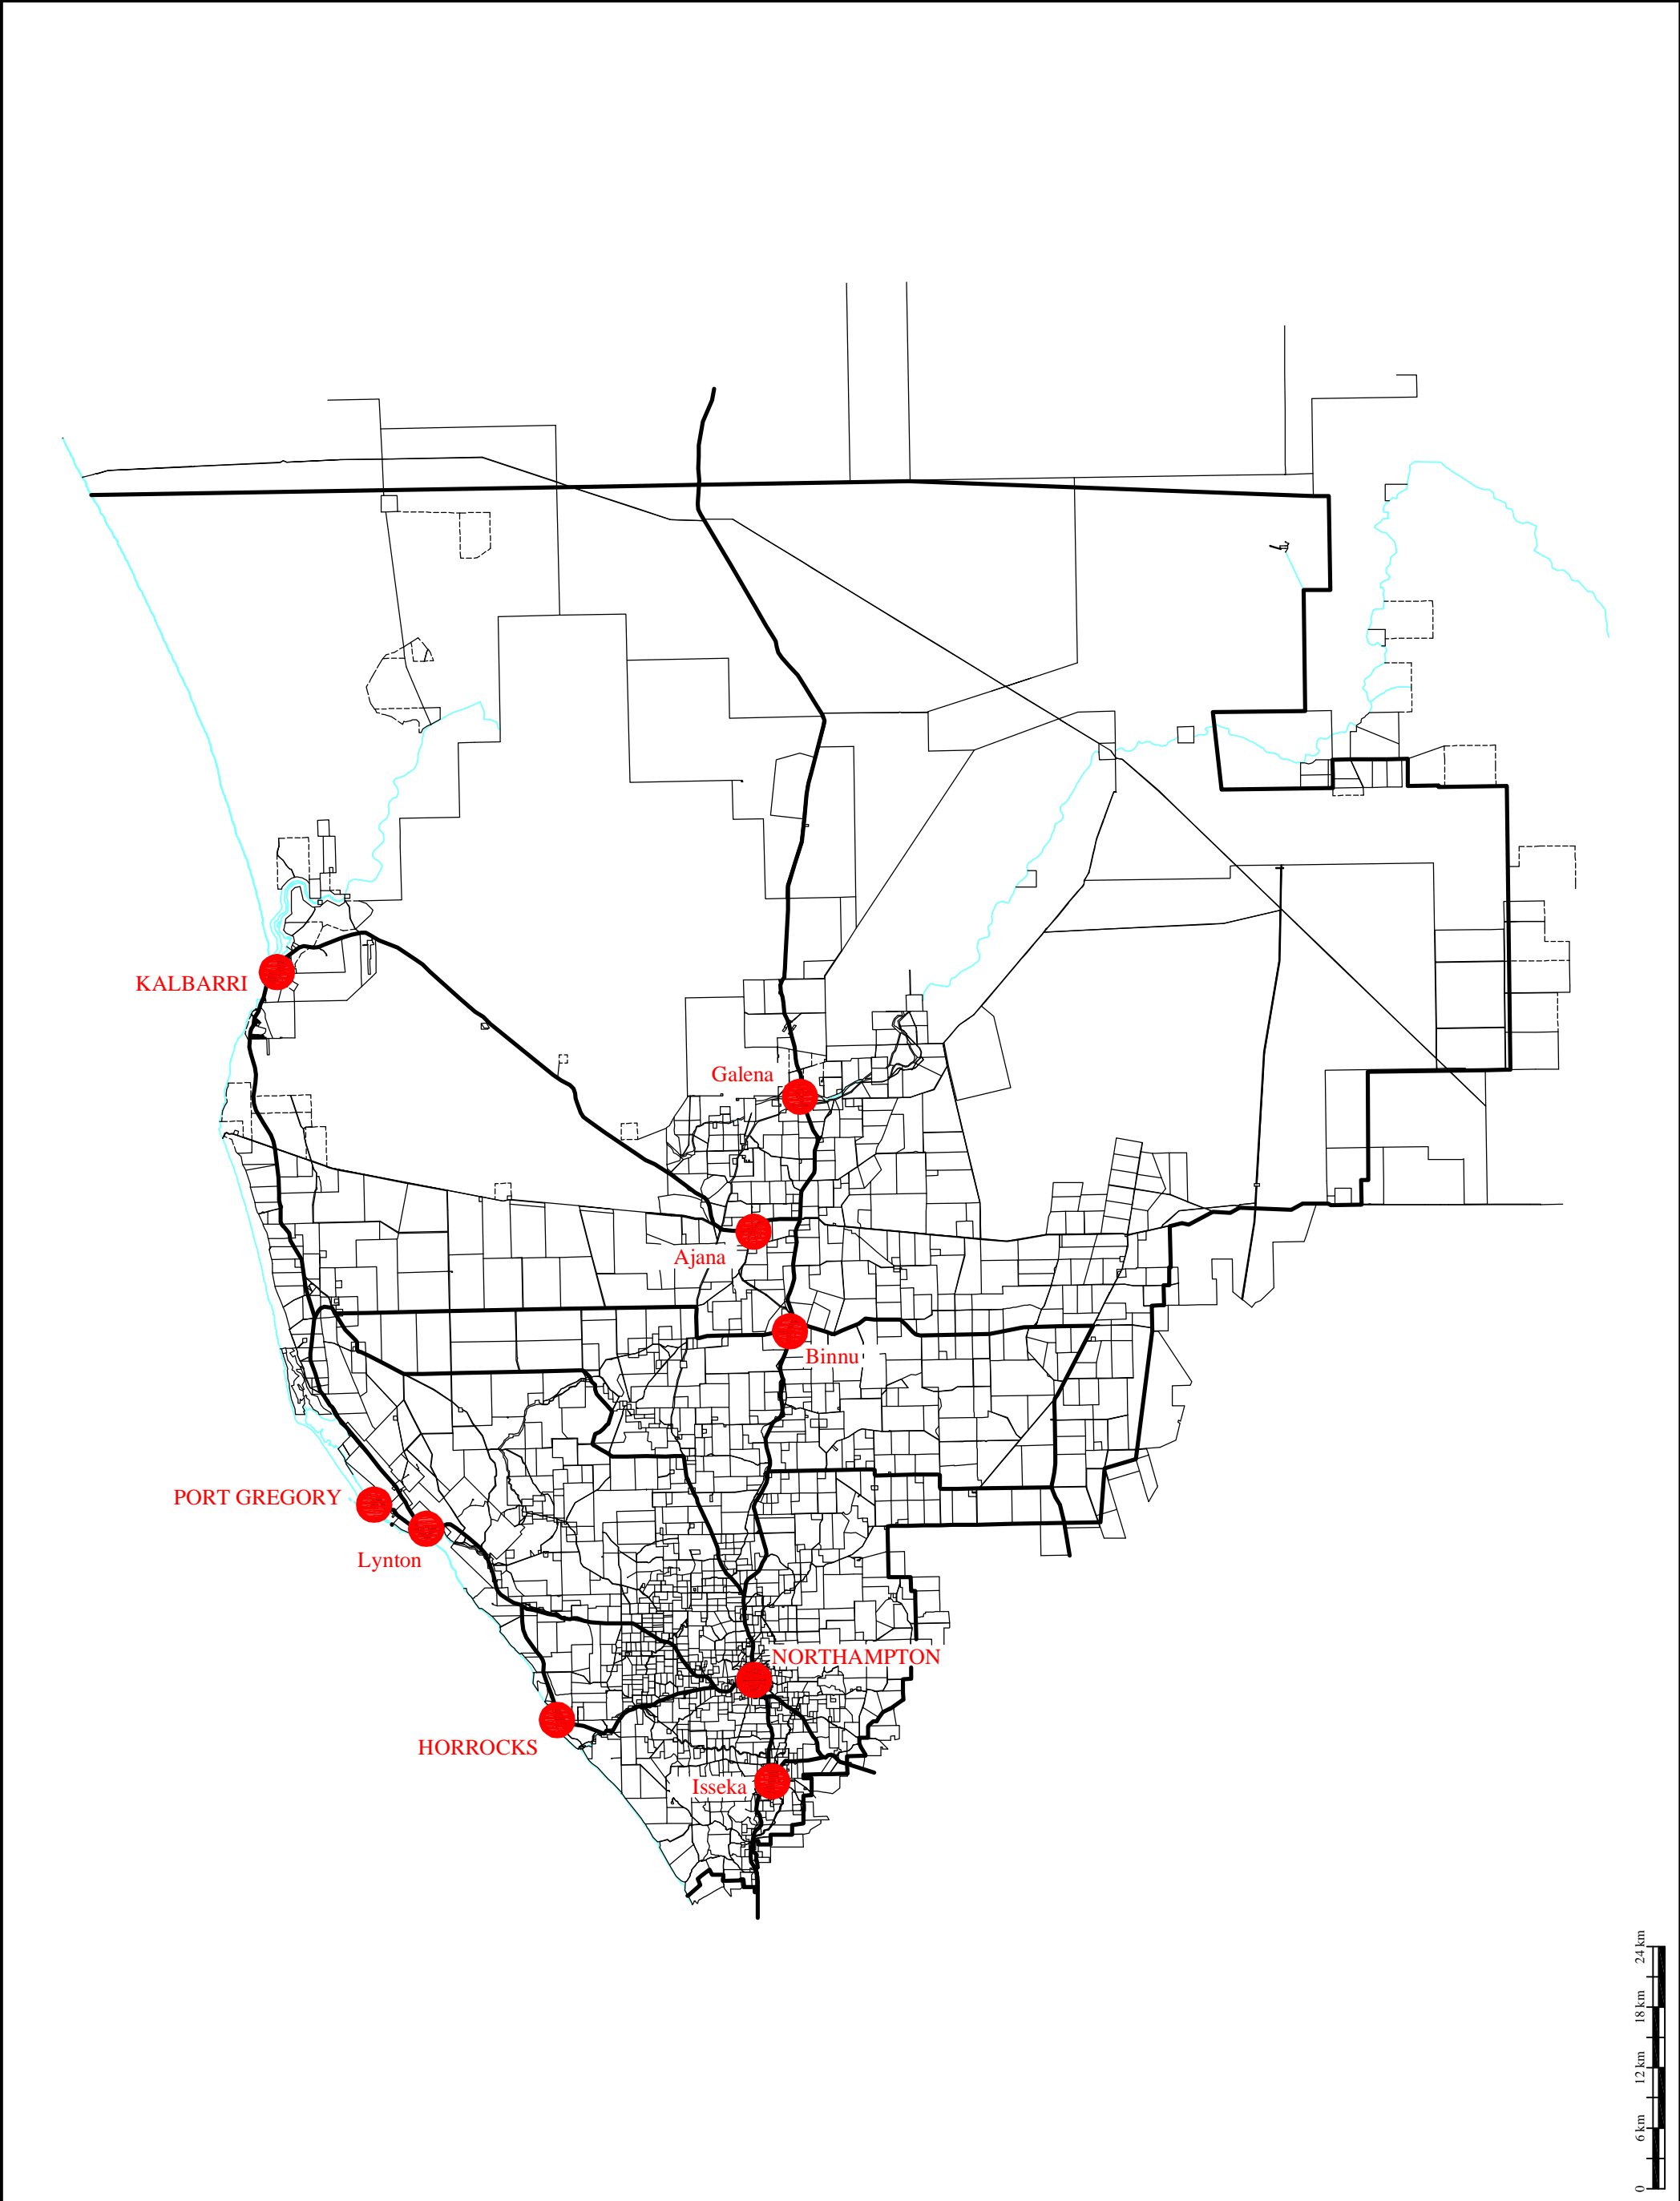 KALBARRI
Galena
Ajana
Binnu
PORT GREGORY
Lynton
NORTHAMPTON
HORROCKS
Isseka
24 km
18 km
12 km
6 km
0